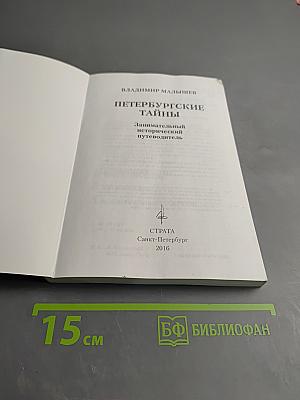 ВЛАДИМИР МАЛЫШЕВ
ПЕТЕРБУРГСКИЕ
ТАЙНЫ
Занимательный
исторический
путеводитель
СТРАТА
Санкт-Петербург
2016
15 см
БФ БИБЛИОФАН